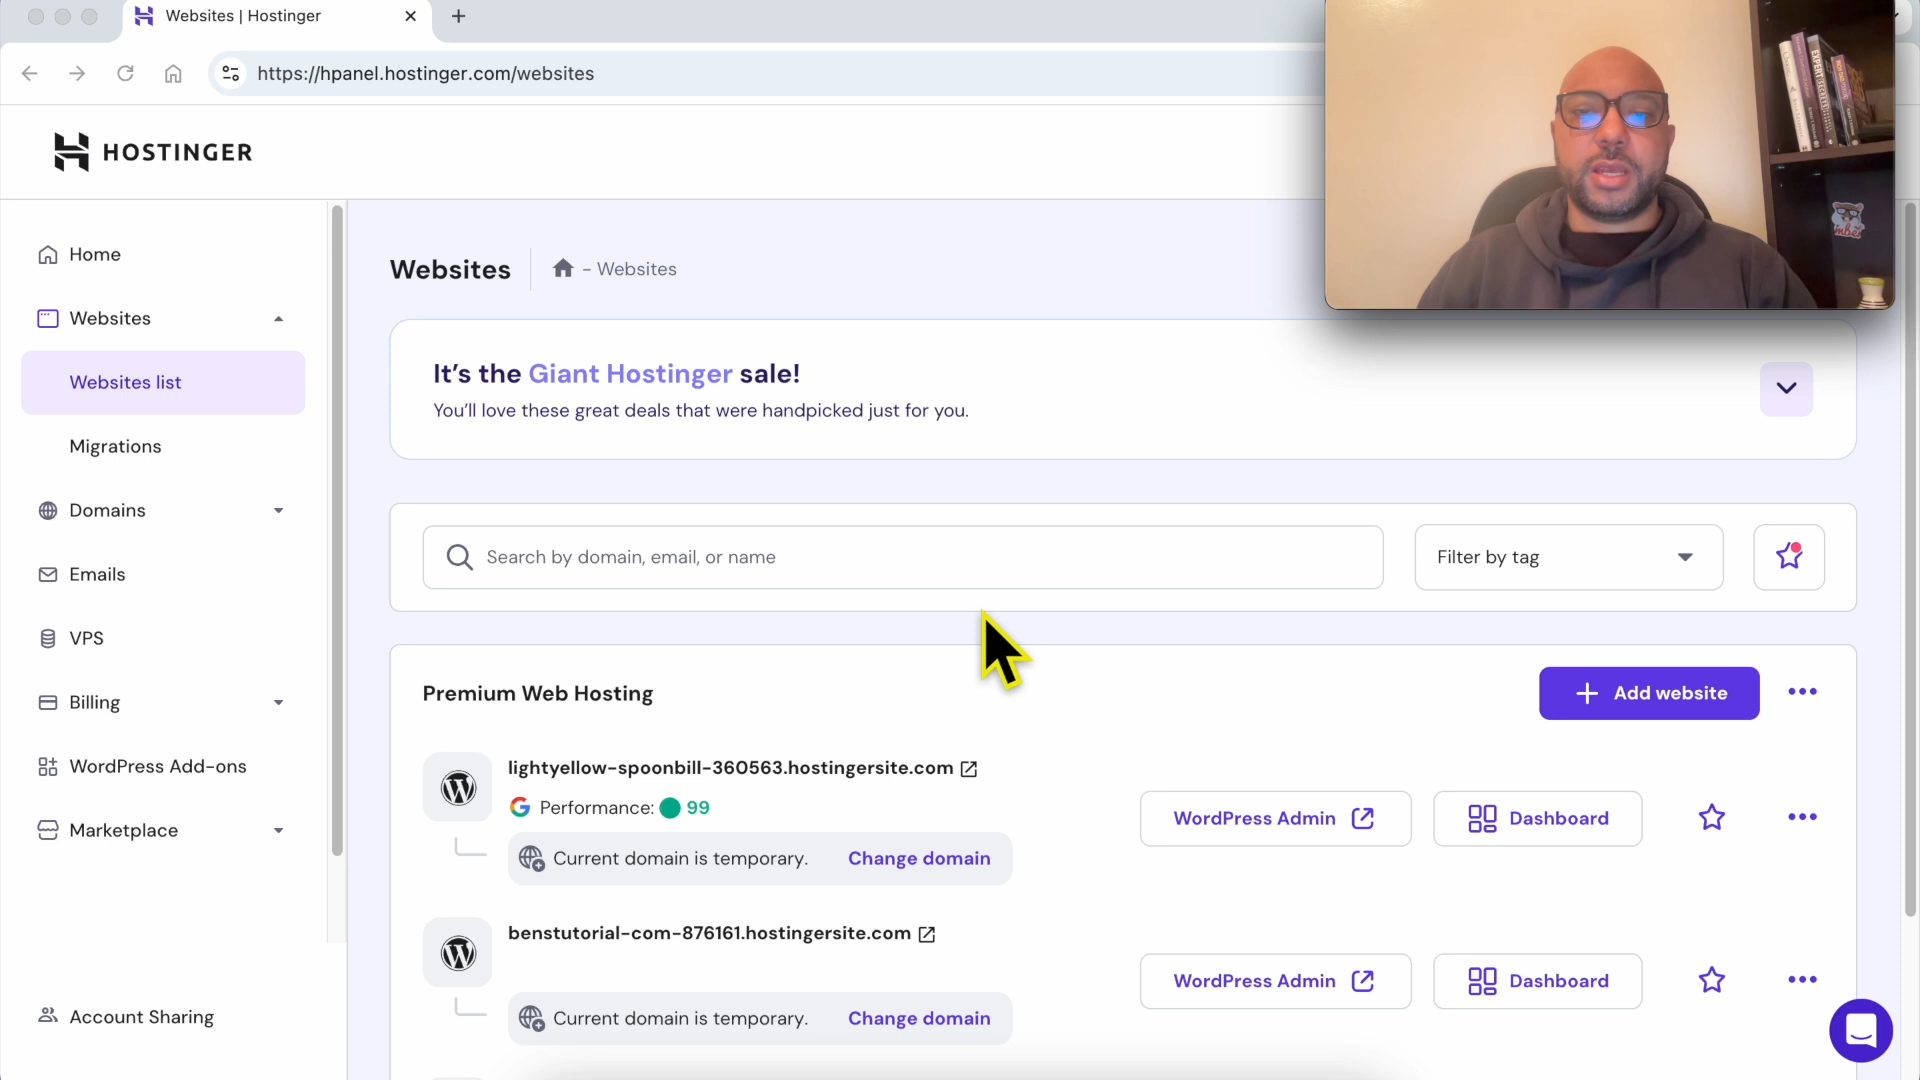 Websites | Hostinger
https://hpanel.hostinger.com/websites
HOSTINGER
Home
Websites
Websites list
Migrations
Domains
Emails
VPS
Billing
WordPress Add-ons
Marketplace
Account Sharing
Websites
- Websites
It's the Giant Hostinger sale!
You'll love these great deals that were handpicked just for you.
Search by domain, email, or name
Filter by tag
Premium Web Hosting
Add website
lightyellow-spoonbill-360563.hostingersite.com
Performance: 99
Current domain is temporary. Change domain
WordPress Admin
Dashboard
benstutorial-com-876161.hostingersite.com
Current domain is temporary. Change domain
WordPress Admin
Dashboard
EXPERT SECRETS